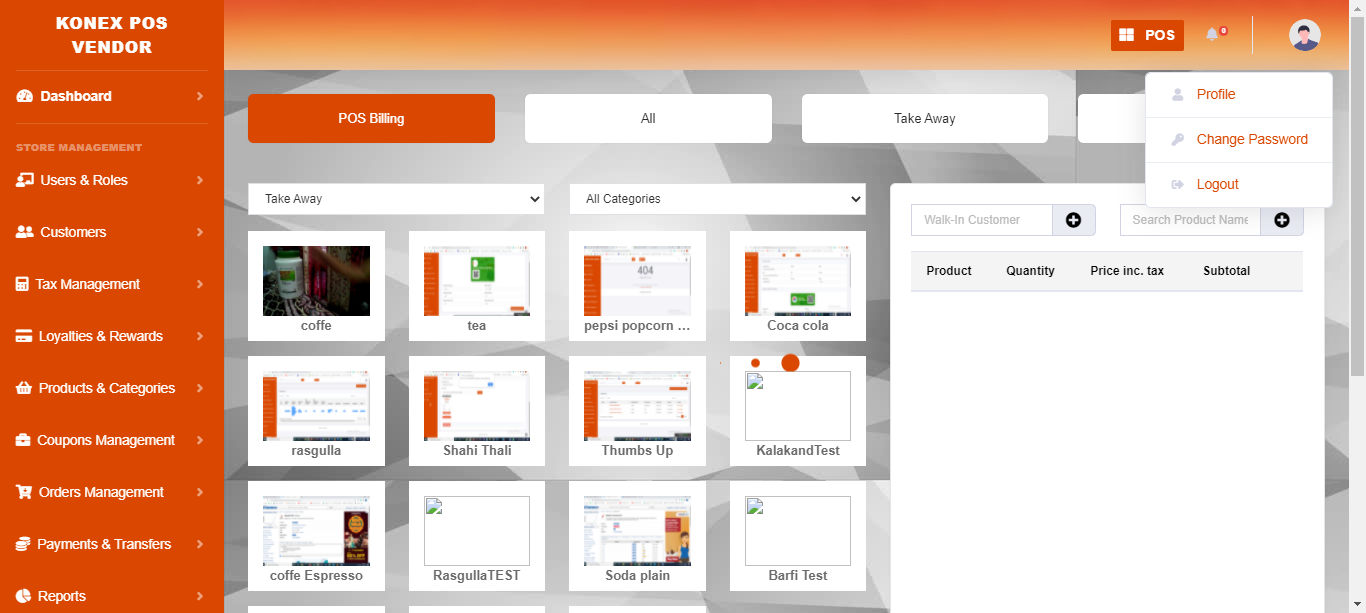 KONEX POS
VENDOR
Dashboard
STORE MANAGEMENT
Users & Roles
Customers
Tax Management
Loyalties & Rewards
Products & Categories
Coupons Management
Orders Management
Payments & Transfers
Reports
POS
0
Profile
Change Password
Logout
POS Billing
All
Take Away
Take Away
All Categories
Walk-In Customer
Search Product Name
Product Quantity Price inc. tax Subtotal
404
coffe
tea
pepsi popcorn ...
Coca cola
rasgulla
Shahi Thali
Thumbs Up
KalakandTest
coffe Espresso
RasgullaTEST
Soda plain
Barfi Test